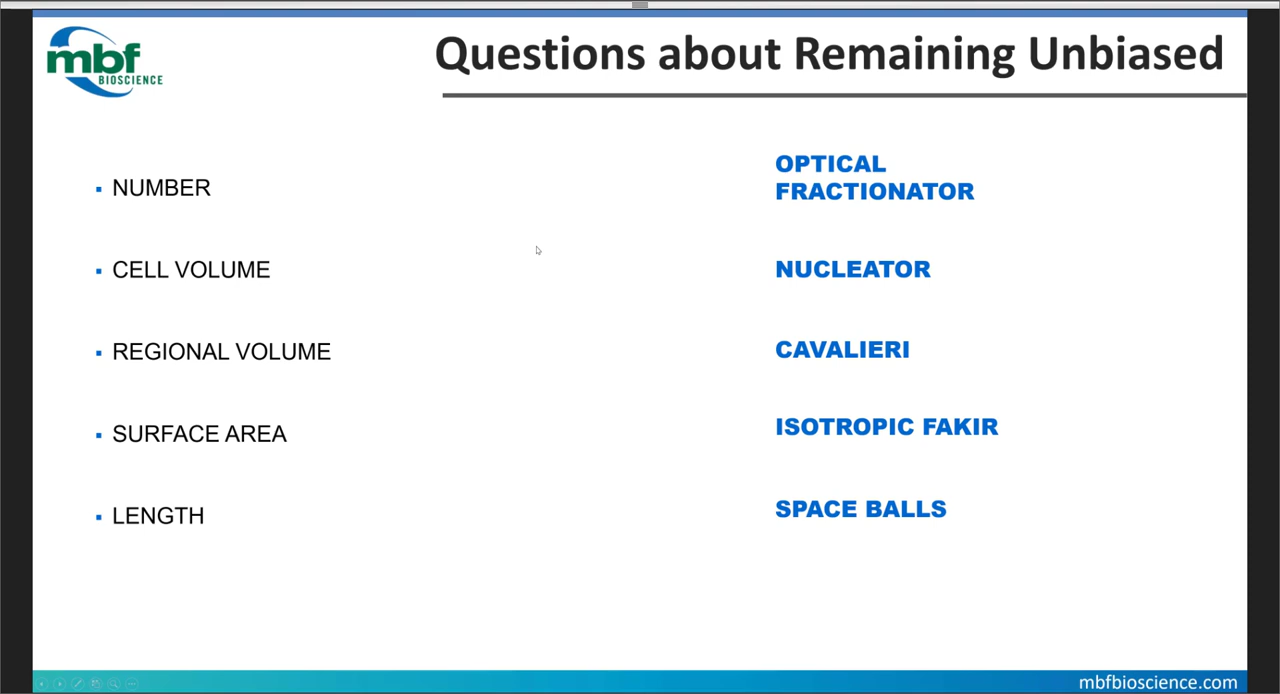 mbf
BIOSCIENCE
Questions about Remaining Unbiased
▪ NUMBER
OPTICAL
FRACTIONATOR
▪ CELL VOLUME
NUCLEATOR
▪ REGIONAL VOLUME
CAVALIERI
▪ SURFACE AREA
ISOTROPIC FAKIR
▪ LENGTH
SPACE BALLS
mbfbioscience.com